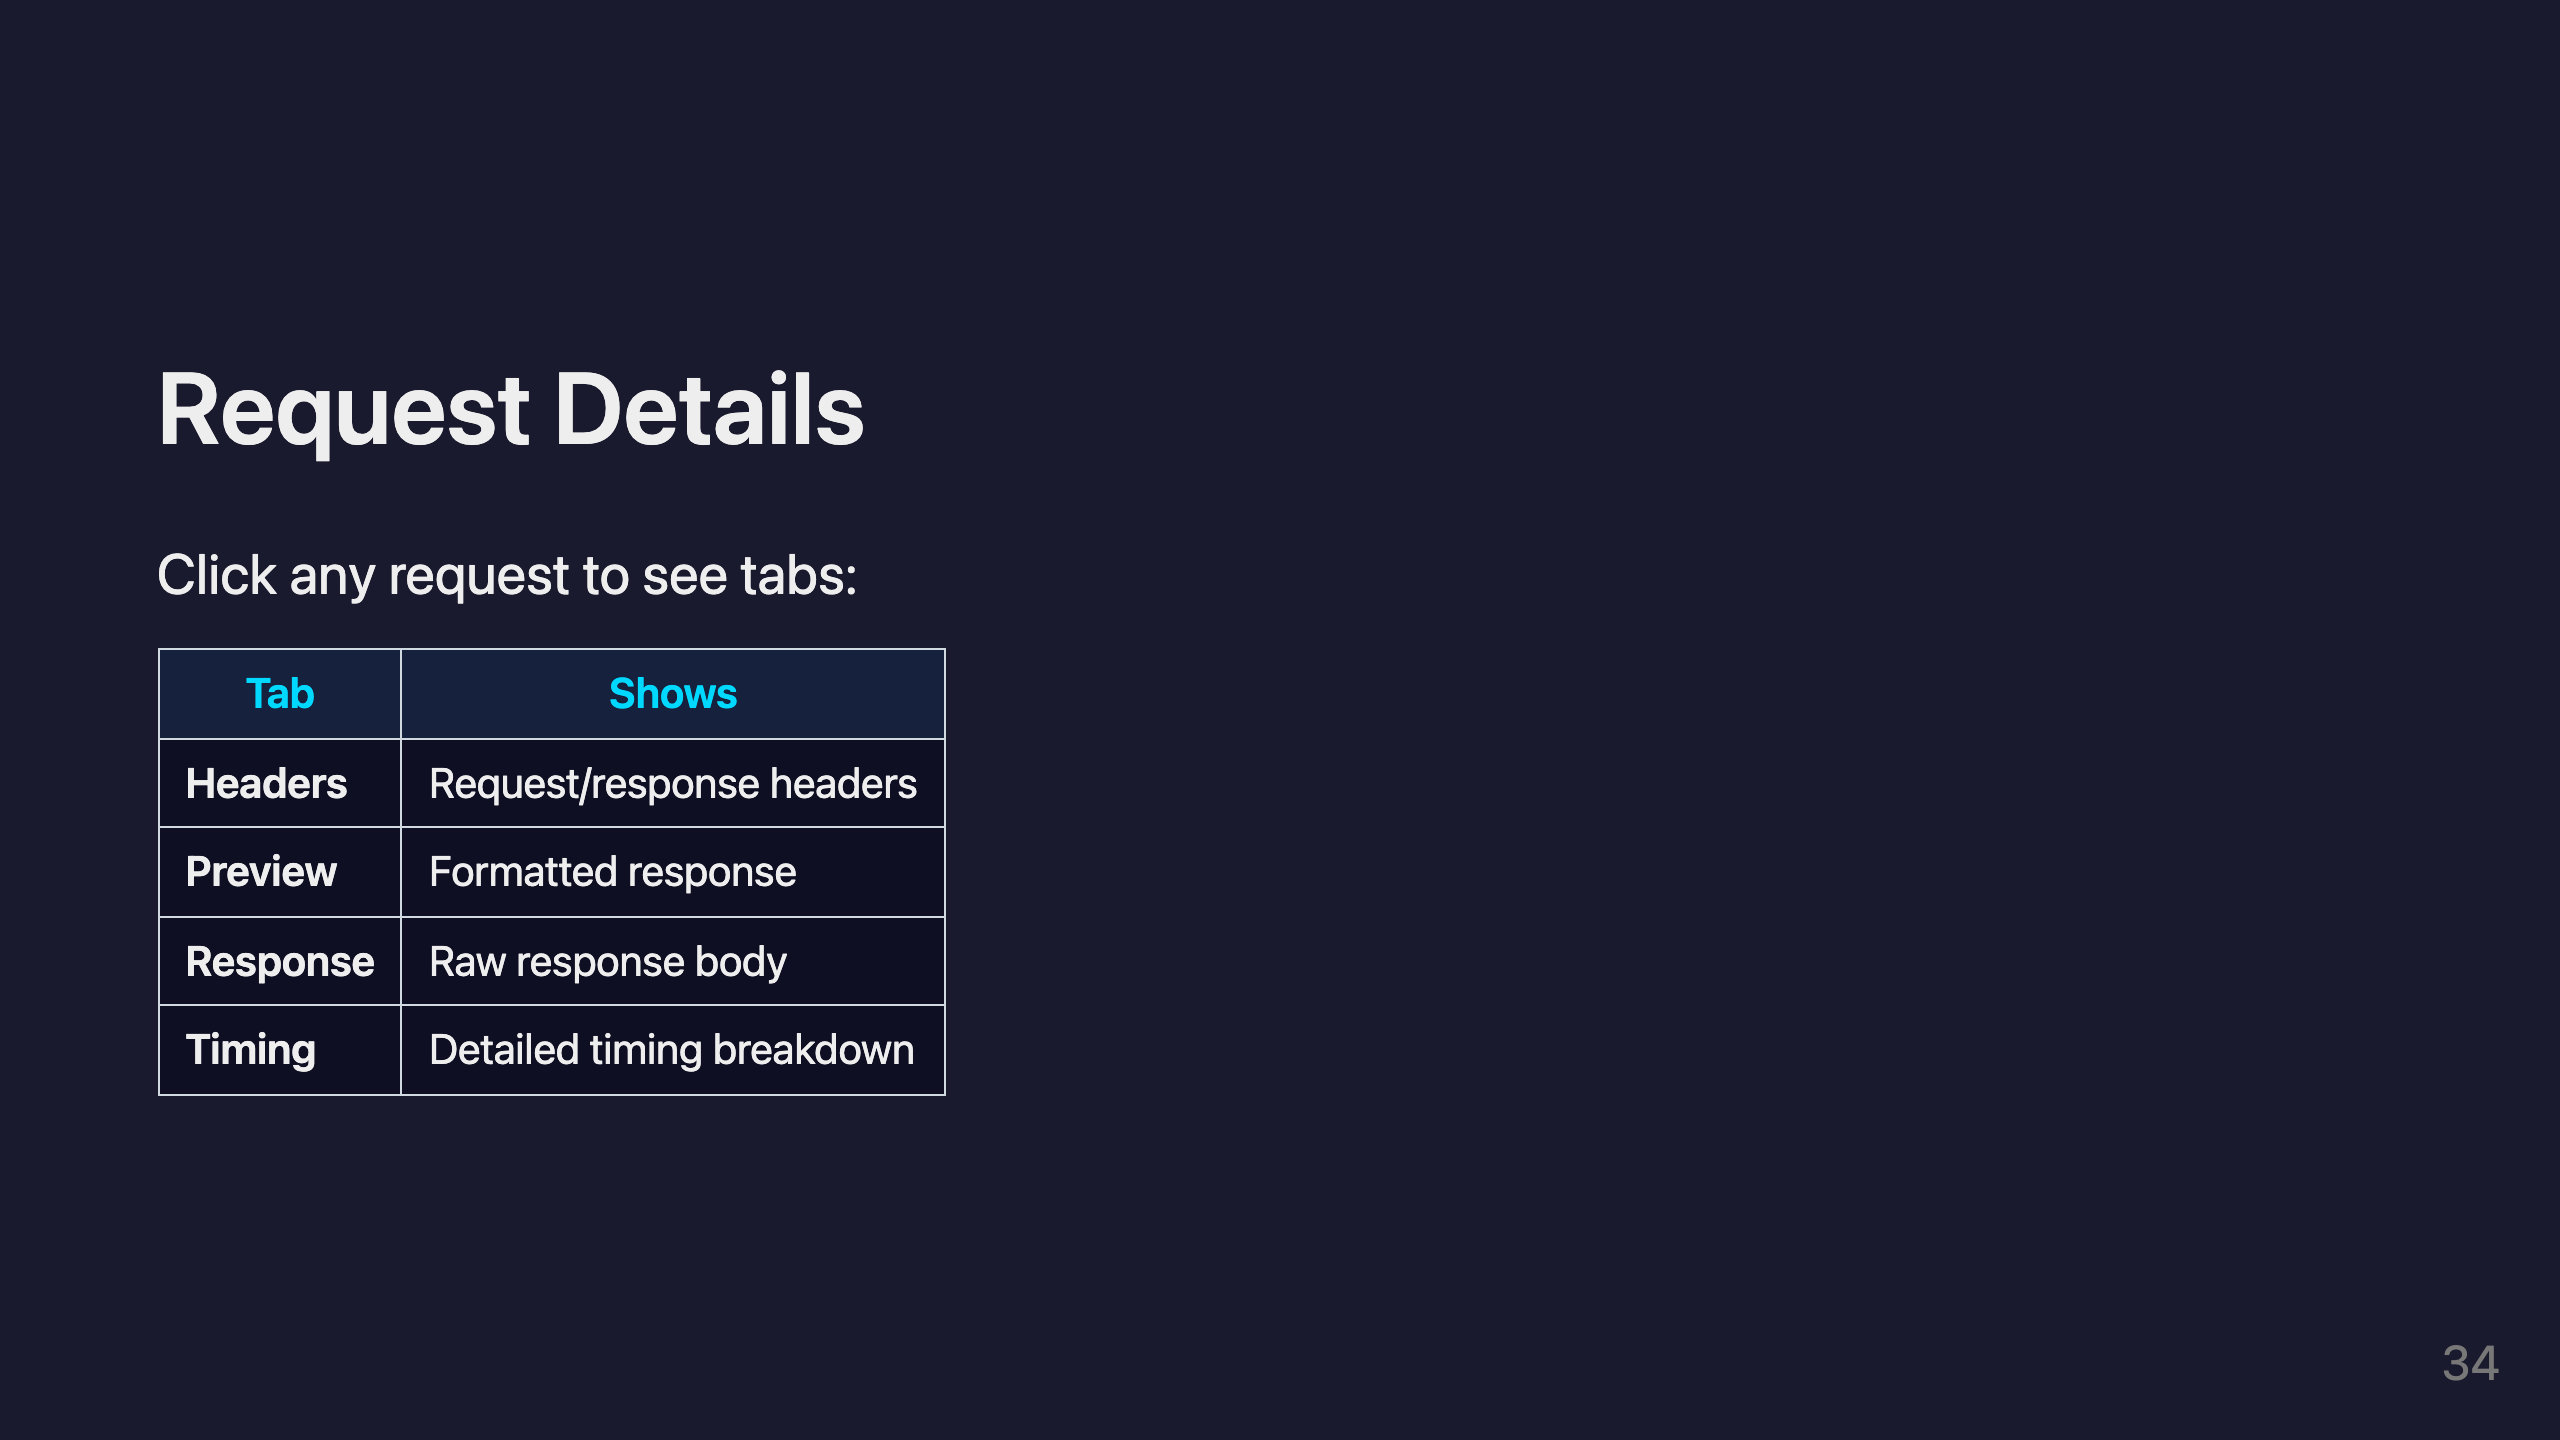 Request Details
Click any request to see tabs:
Tab Shows
Headers Request/response headers
Preview Formatted response
Response Raw response body
Timing Detailed timing breakdown
34